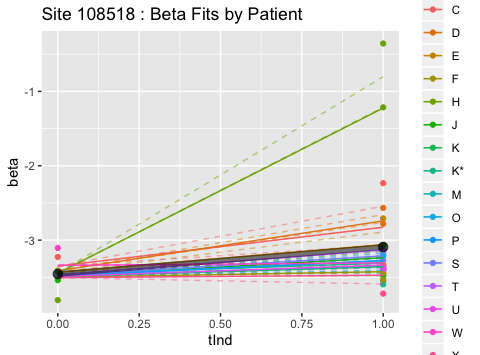 Site 108518 : Beta Fits by Patient
beta
-1
-2
-3
0.00 0.25 0.50 0.75 1.00
tInd
C
D
E
F
H
J
K
K*
M
O
P
S
T
U
W